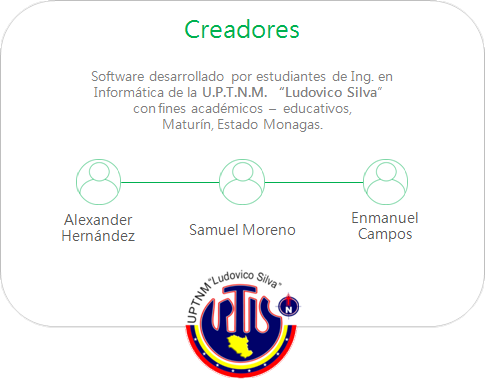 Creadores
Software desarrollado por estudiantes de Ing. en
Informática de la U.P.T.N.M. “Ludovico Silva”
con fines académicos – educativos,
Maturín, Estado Monagas.
Alexander
Hernández
Samuel Moreno
Enmanuel
Campos
UPTNM "Ludovico Silva"
N